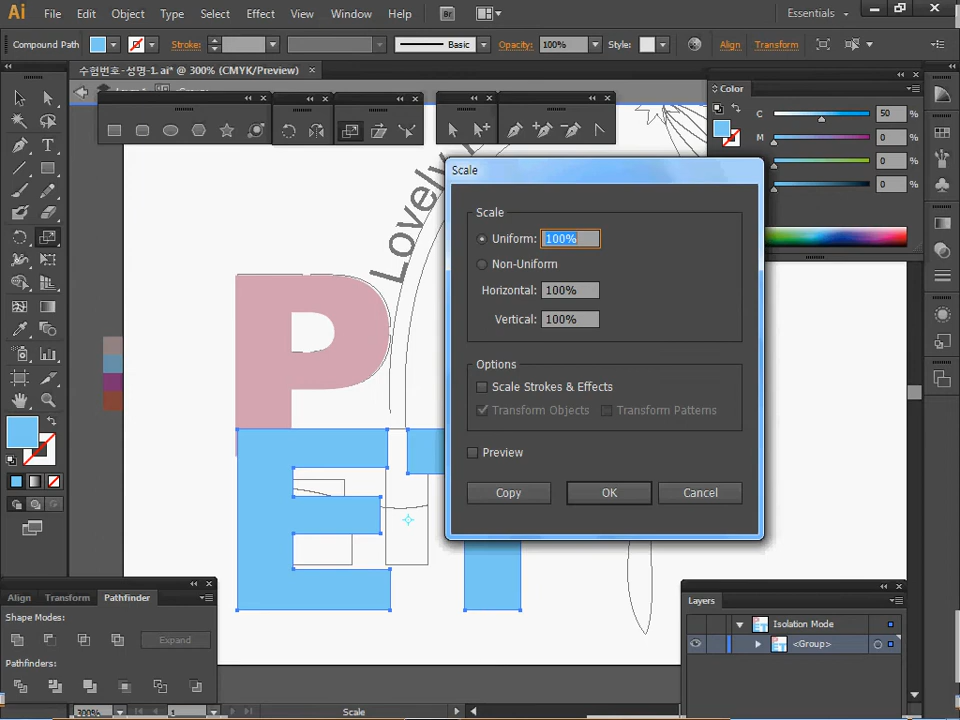 Ai File Edit Object Type Select Effect View Window Help Br Essentials
Compound Path Stroke: Basic Opacity: 100% Style: Align Transform
수험번호-성명-1. ai* @ 300% (CMYK/Preview)
Color
C 50 %
M 0 %
0 %
0 %
Lovely
P
E
Scale
Scale
Uniform: 100%
Non-Uniform
Horizontal: 100%
Vertical: 100%
Options
Scale Strokes & Effects
Transform Objects Transform Patterns
Preview
Copy OK Cancel
Align Transform Pathfinder
Shape Modes:
Expand
Pathfinders:
Layers
Isolation Mode
<Group>
300% 1 Scale